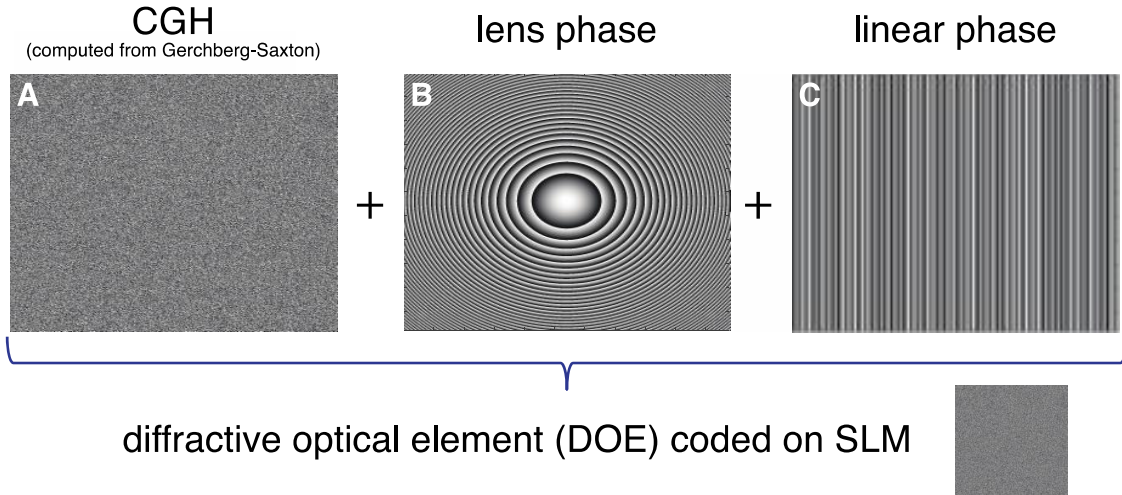 CGH
(computed from Gerchberg-Saxton)
lens phase
linear phase
A
B
C
+
+
diffractive optical element (DOE) coded on SLM